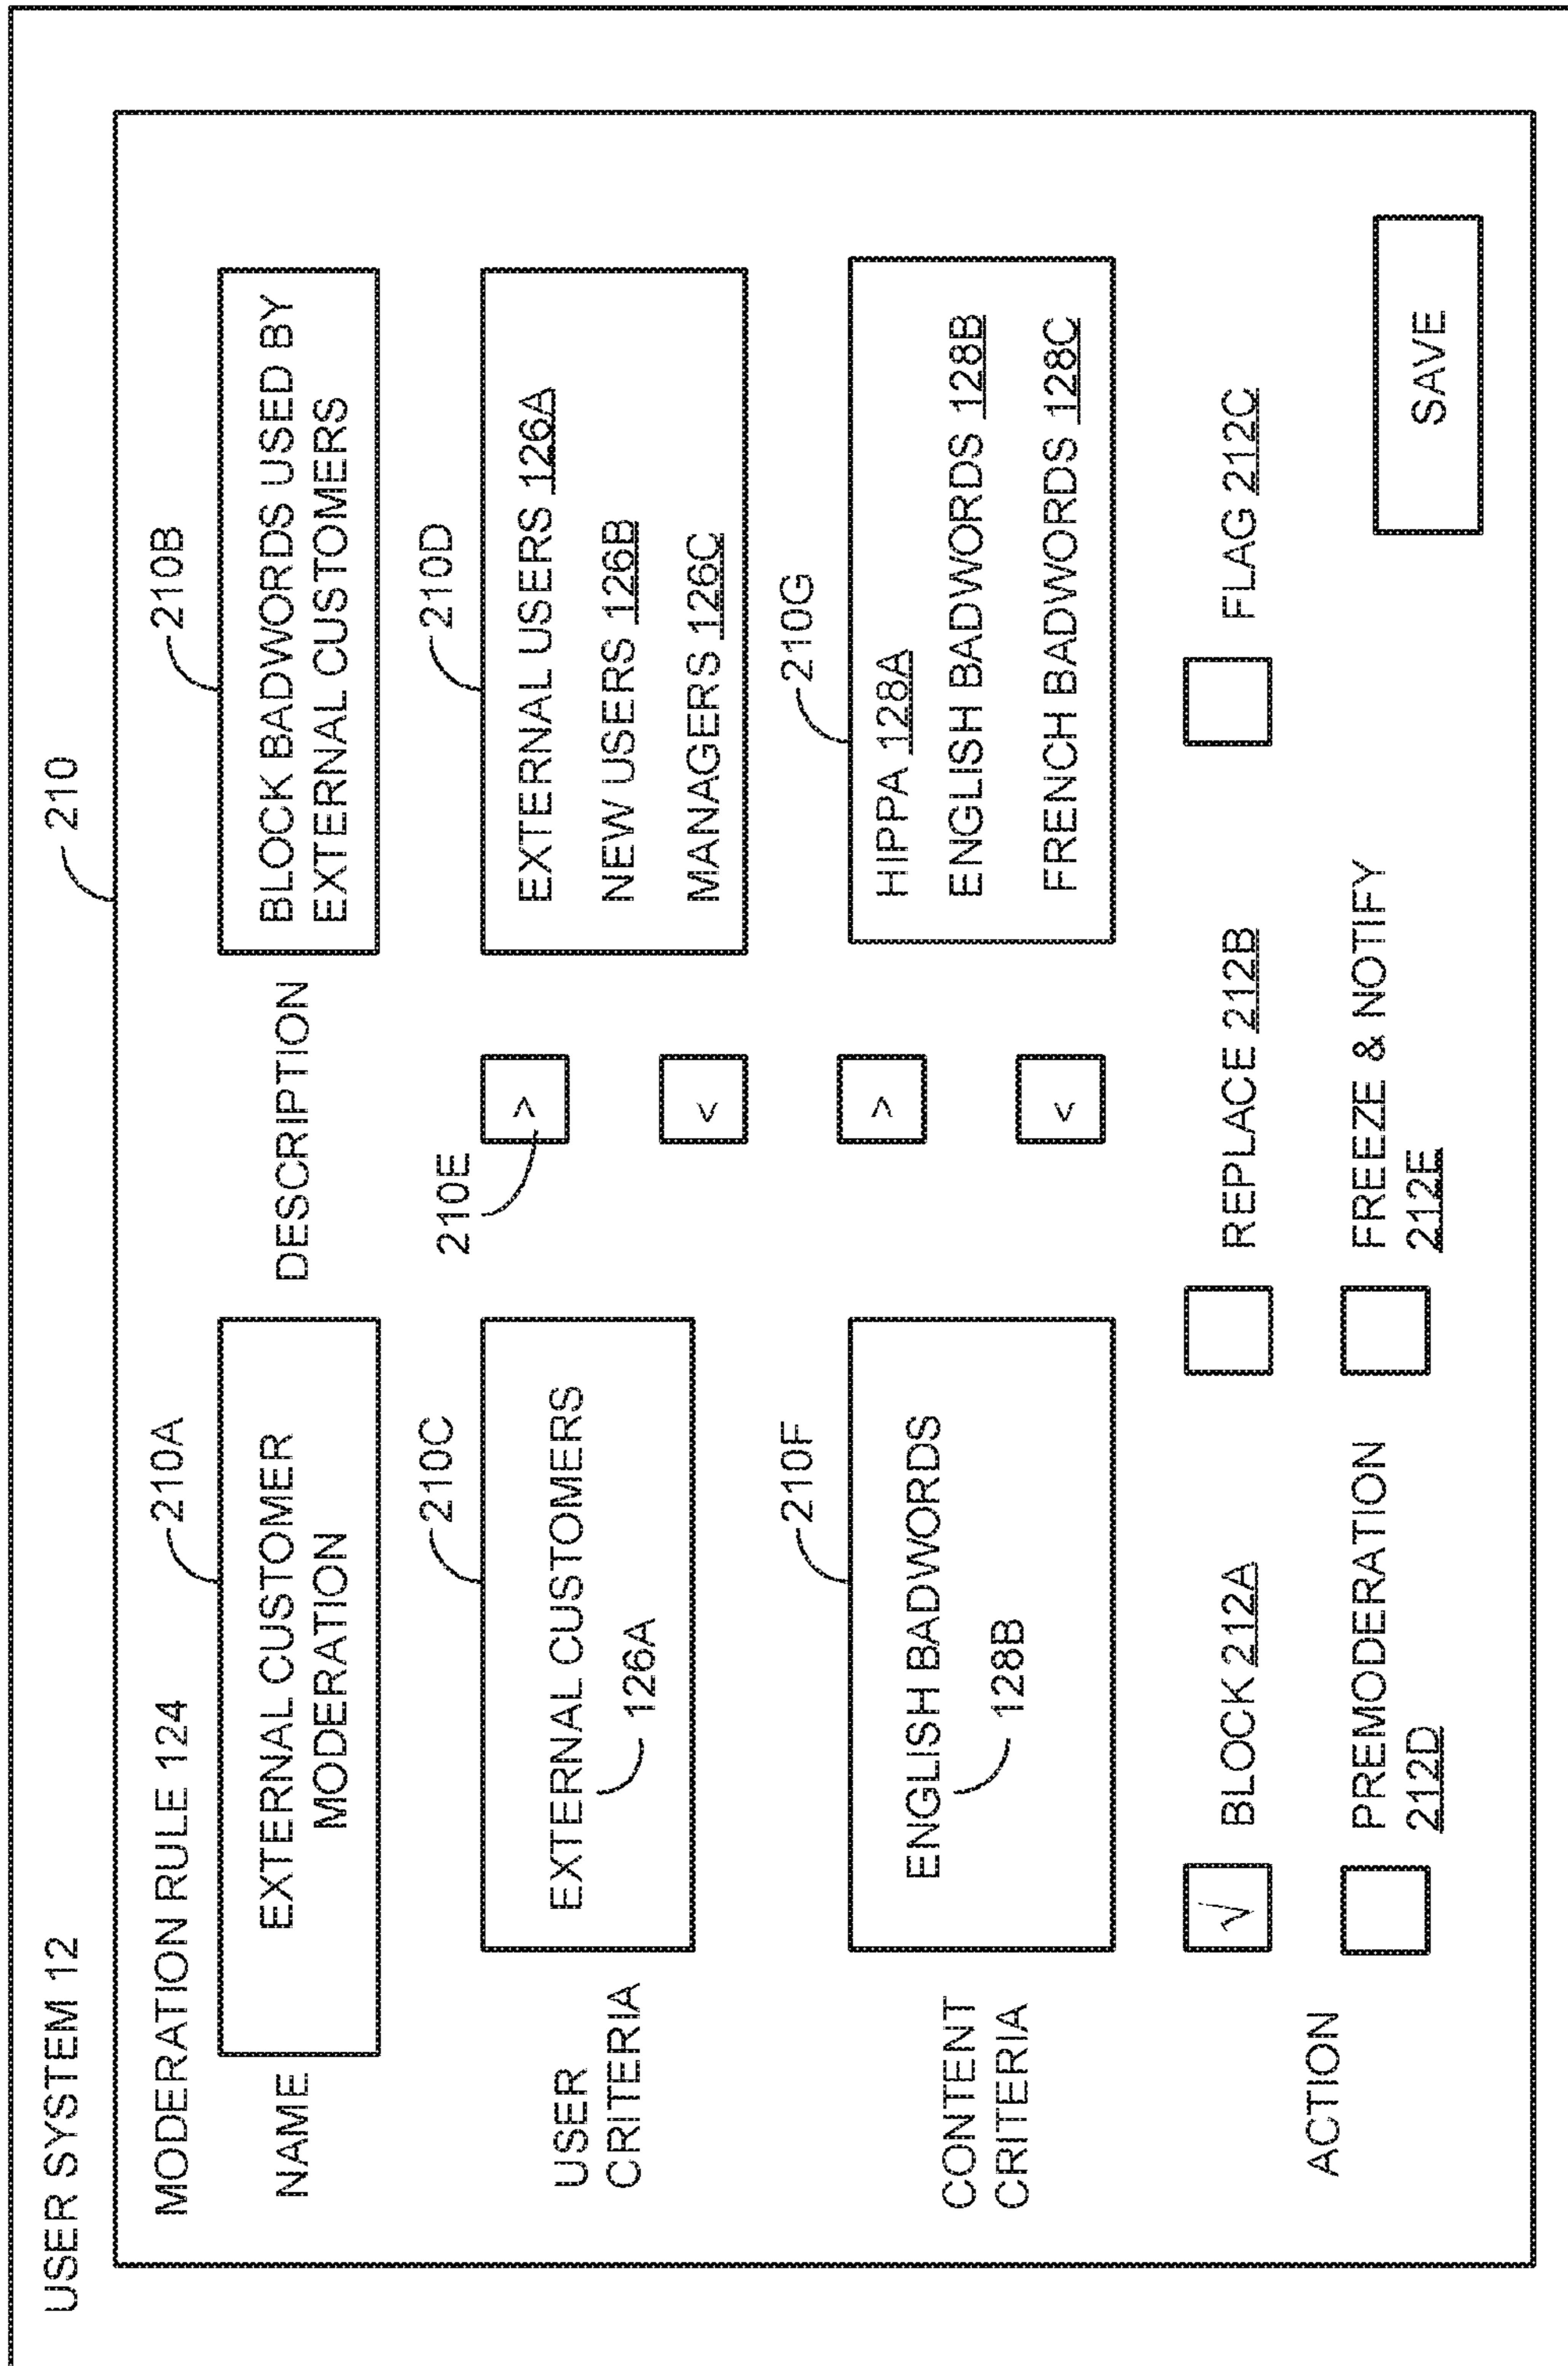 USER SYSTEM 12
210
MODERATION RULE 124
210A
210B
NAME
EXTERNAL CUSTOMER
MODERATION
DESCRIPTION
BLOCK BADWORDS USED BY
EXTERNAL CUSTOMERS
210C
210E
210D
USER
CRITERIA
EXTERNAL CUSTOMERS
126A
>
<
EXTERNAL USERS 126A
NEW USERS 126B
MANAGERS 126C
210F
210G
CONTENT
CRITERIA
ENGLISH BADWORDS
128B
>
<
HIPPA 128A
ENGLISH BADWORDS 128B
FRENCH BADWORDS 128C
ACTION
√ BLOCK 212A
REPLACE 212B
FLAG 212C
PREMODERATION
212D
FREEZE & NOTIFY
212E
SAVE